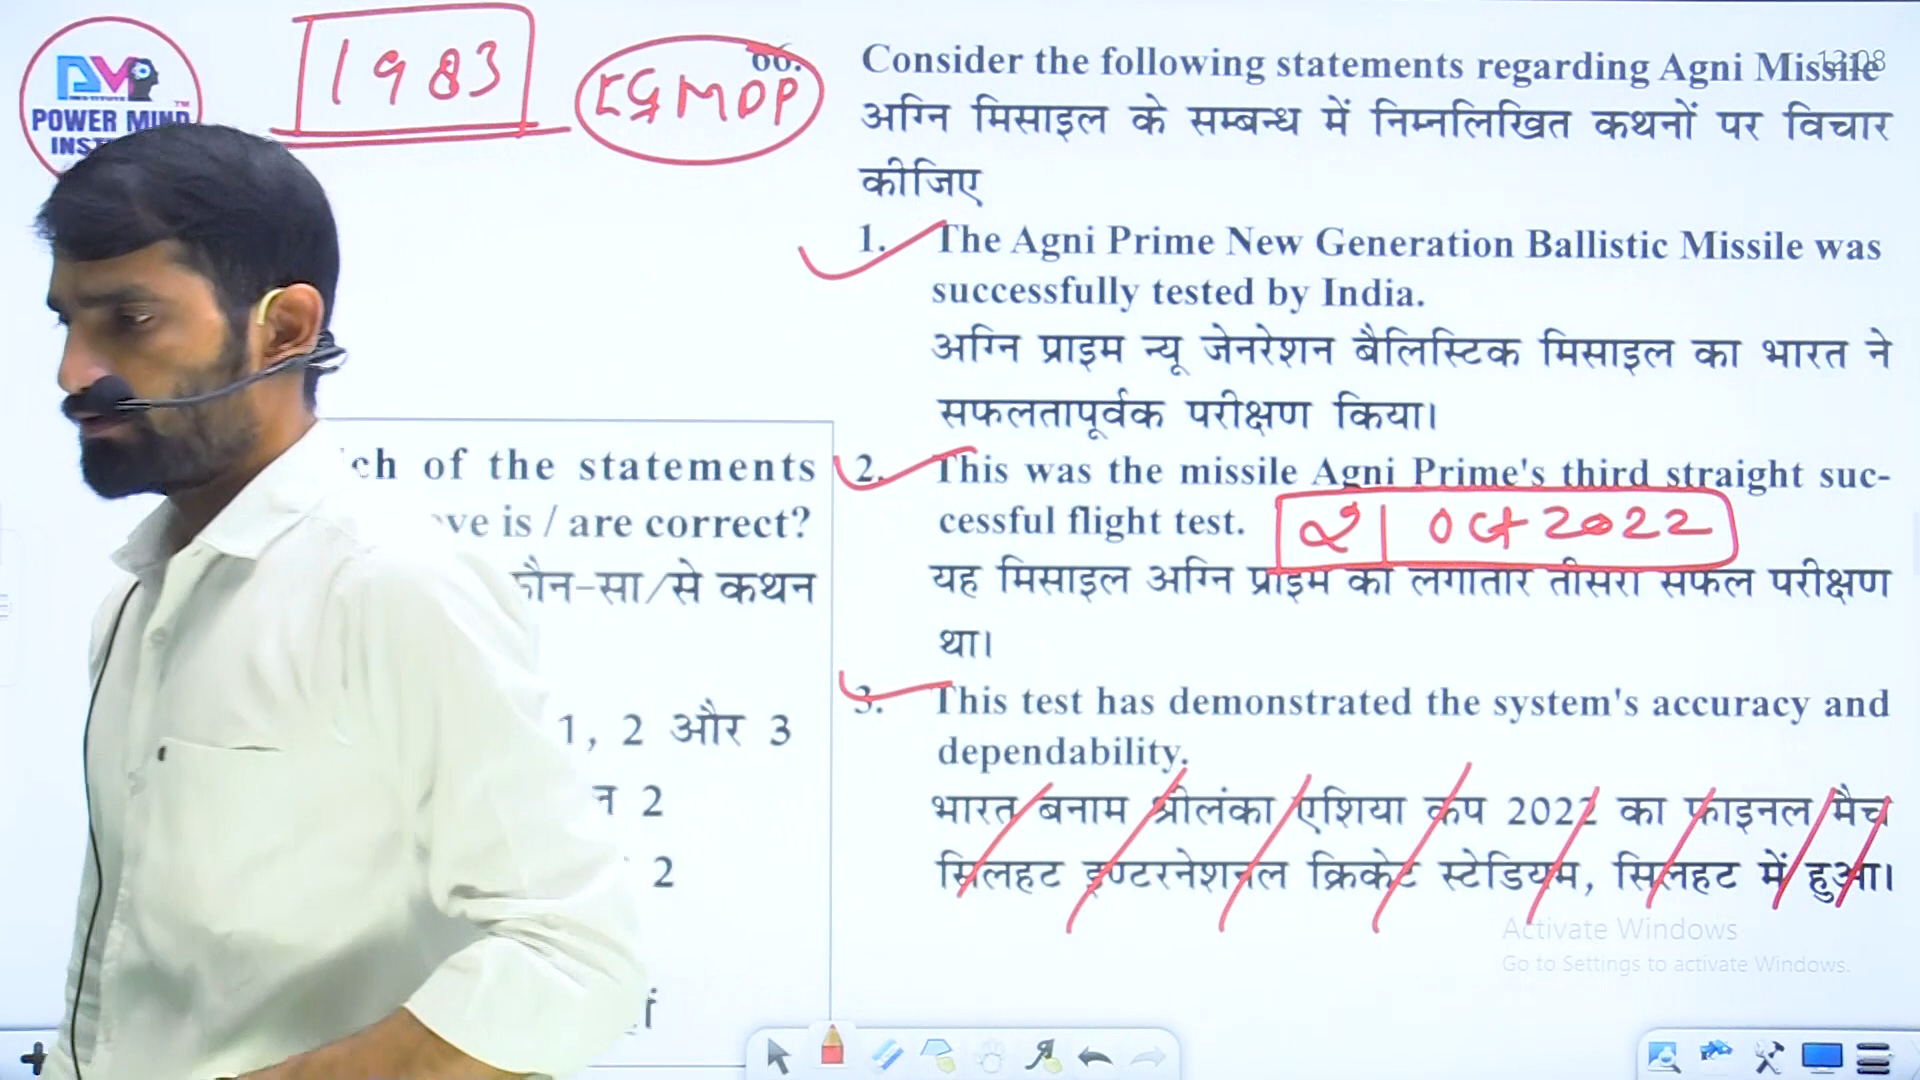 1983
IGMDP
POWER MIND
66.
12:08
Consider the following statements regarding Agni Missile
अग्नि मिसाइल के सम्बन्ध में निम्नलिखित कथनों पर विचार
कीजिए
1. The Agni Prime New Generation Ballistic Missile was
successfully tested by India.
अग्नि प्राइम न्यू जेनरेशन बैलिस्टिक मिसाइल का भारत ने
सफलतापूर्वक परीक्षण किया।
2. This was the missile Agni Prime's third straight suc-
cessful flight test. 21 Oct 2022
यह मिसाइल अग्नि प्राइम का लगातार तीसरा सफल परीक्षण
था।
3. This test has demonstrated the system's accuracy and
dependability.
भारत बनाम श्रीलंका एशिया कप 2022 का फाइनल मैच
सिलहट इण्टरनेशनल क्रिकेट स्टेडियम, सिलहट में हुआ।
of the statements
is / are correct?
कौन-सा/से कथन
1, 2 और 3
2
2
Activate Windows
Go to Settings to activate Windows.